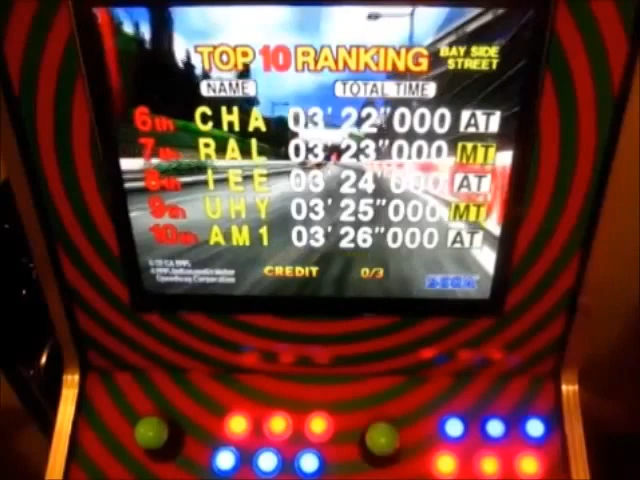 TOP 10 RANKING
BAY SIDE
STREET
NAME TOTAL TIME
6th CHA 03'22"000 AT
7th RAL 03'23"000 MT
8th IEE 03'24"000 AT
9th UHY 03'25"000 MT
10th AM1 03'26"000 AT
CREDIT 0/3
SEGA